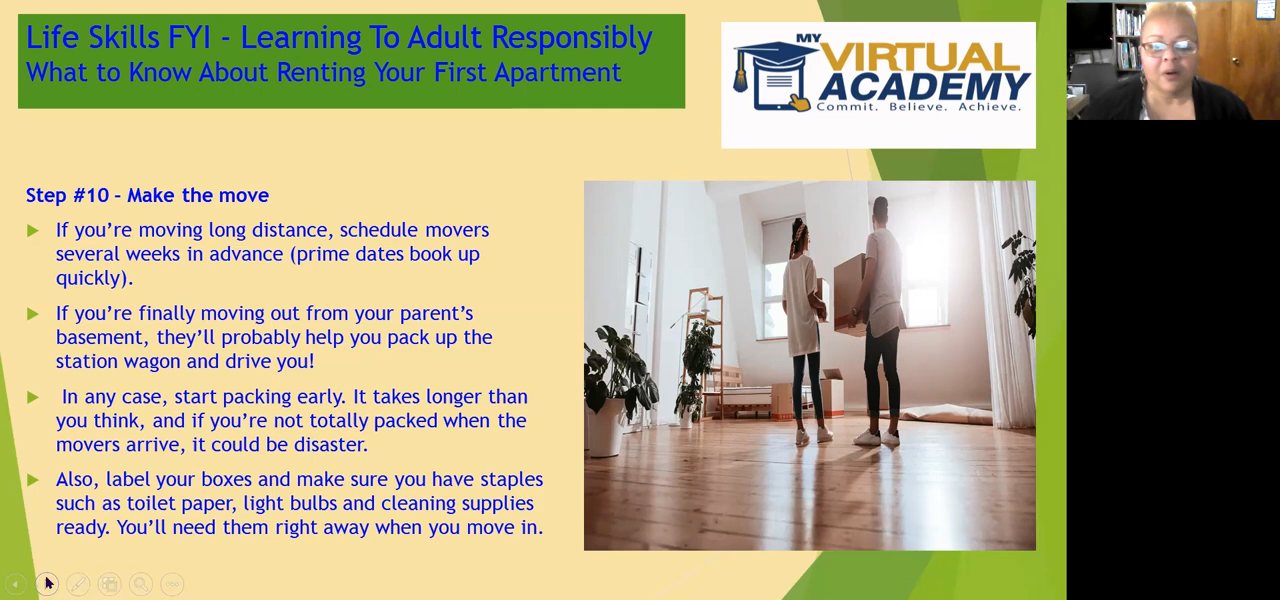 Life Skills FYI - Learning To Adult Responsibly
What to Know About Renting Your First Apartment
MY
VIRTUAL
ACADEMY
Commit. Believe. Achieve.
Step #10 - Make the move
If you're moving long distance, schedule movers
several weeks in advance (prime dates book up
quickly).
If you're finally moving out from your parent's
basement, they'll probably help you pack up the
station wagon and drive you!
In any case, start packing early. It takes longer than
you think, and if you're not totally packed when the
movers arrive, it could be disaster.
Also, label your boxes and make sure you have staples
such as toilet paper, light bulbs and cleaning supplies
ready. You'll need them right away when you move in.